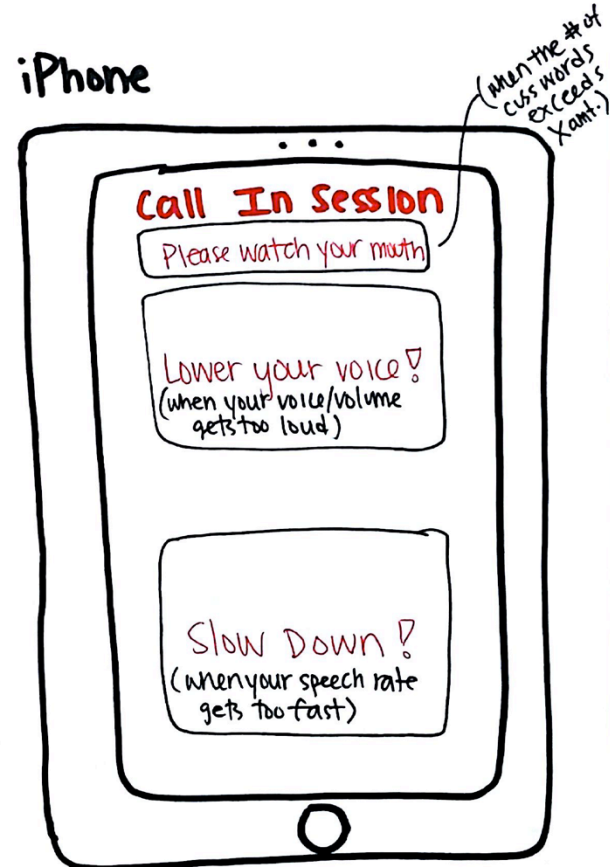 iPhone
(when the # of
cuss words
exceeds
X amt.)
Call In Session
Please watch your mouth
Lower your voice!
(when your voice/volume
gets too loud)
Slow Down!
(when your speech rate
gets too fast)